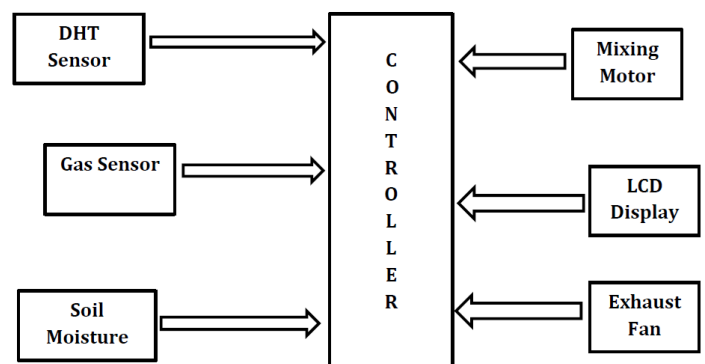 DHT
Sensor
Gas Sensor
Soil
Moisture
C
O
N
T
R
O
L
L
E
R
Mixing
Motor
LCD
Display
Exhaust
Fan